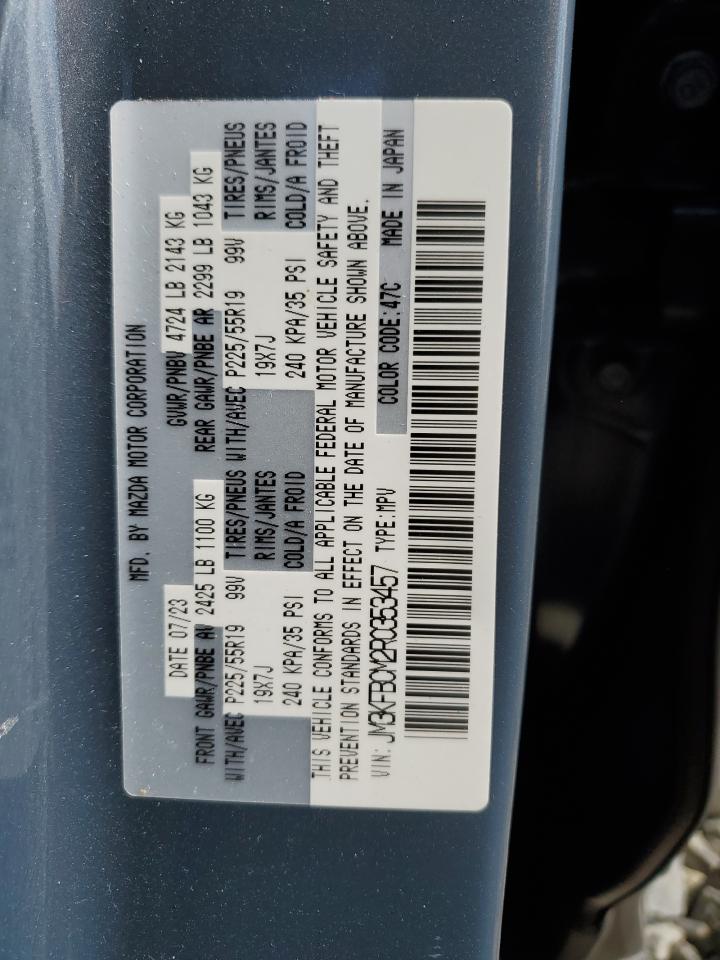 MFD. BY MAZDA MOTOR CORPORATION
DATE 07/23 GVWR/PNBV 4724 LB 2143 KG
FRONT GAWR/PNBE AV 2425 LB 1100 KG REAR GAWR/PNBE AR 2299 LB 1043 KG
WITH/AVEC P225/55R19 99V TIRES/PNEUS WITH/AVEC P225/55R19 99V TIRES/PNEUS
19X7J RIMS/JANTES 19X7J RIMS/JANTES
240 KPA/35 PSI COLD/A FROID 240 KPA/35 PSI COLD/A FROID
THIS VEHICLE CONFORMS TO ALL APPLICABLE FEDERAL MOTOR VEHICLE SAFETY AND THEFT
PREVENTION STANDARDS IN EFFECT ON THE DATE OF MANUFACTURE SHOWN ABOVE.
VIN: JM3KFBCM2R0353457 TYPE:MPV COLOR CODE:47C MADE IN JAPAN